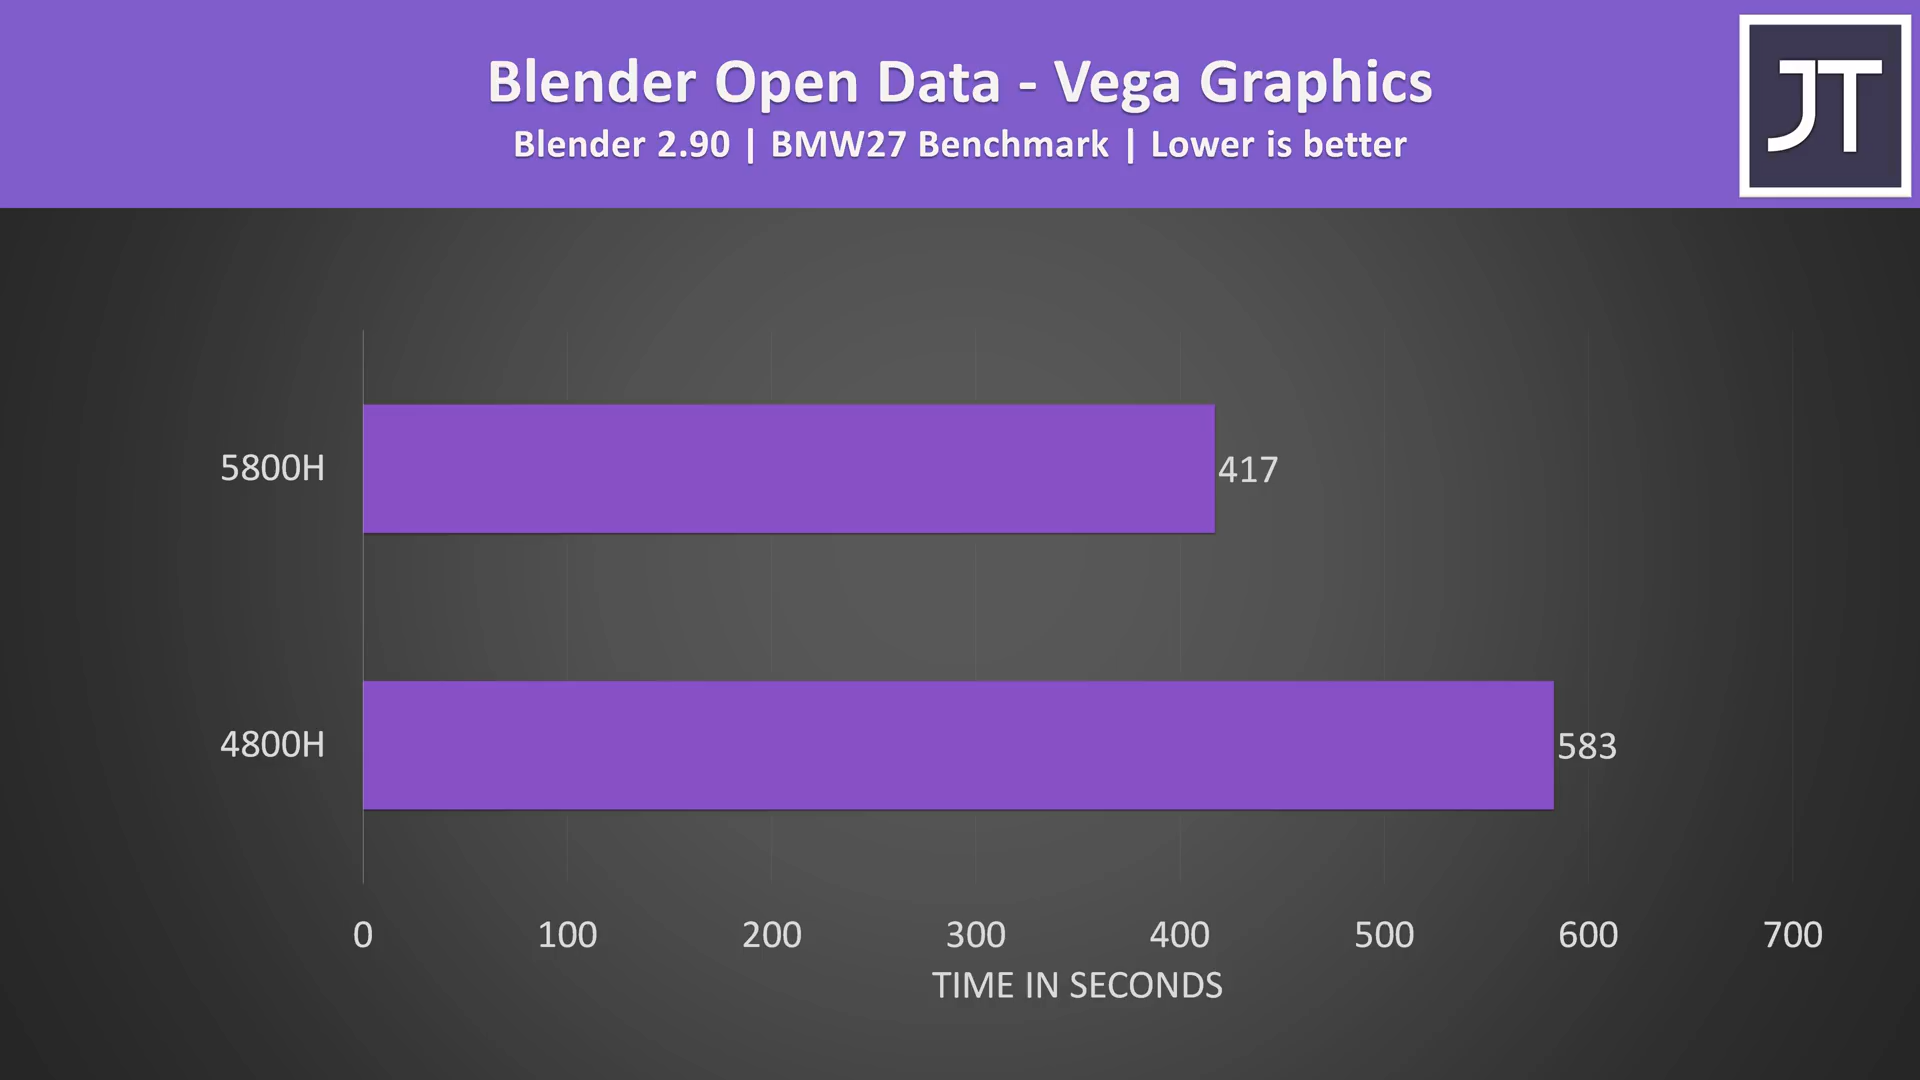 Blender Open Data - Vega Graphics
Blender 2.90 | BMW27 Benchmark | Lower is better
JT
5800H
417
4800H
583
0 100 200 300 400 500 600 700
TIME IN SECONDS